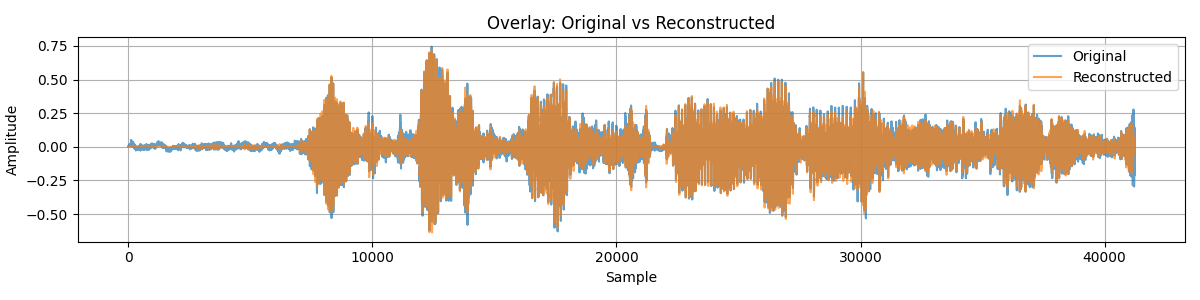 Overlay: Original vs Reconstructed
Amplitude
0.75
0.50
0.25
0.00
−0.25
−0.50
Original
Reconstructed
0
10000
20000
30000
40000
Sample